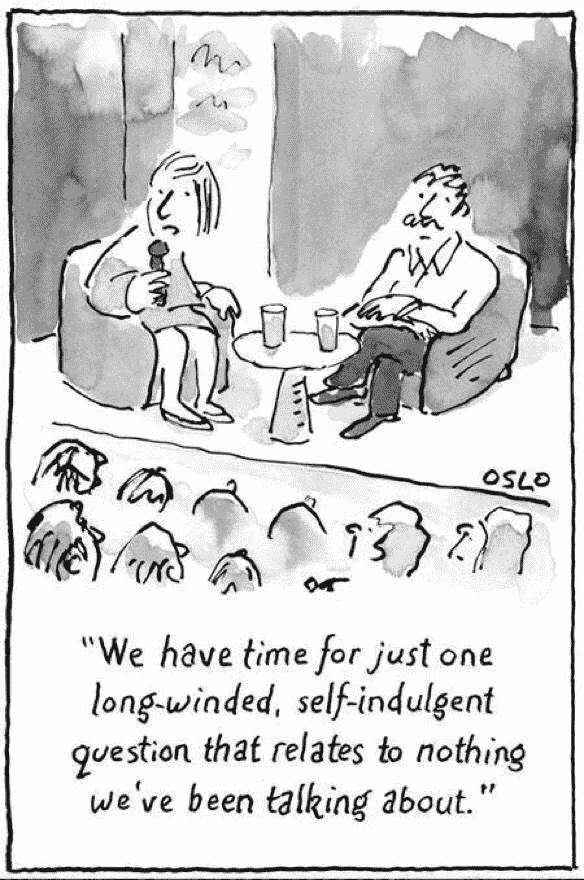 OSLO
"We have time for just one
long-winded, self-indulgent
question that relates to nothing
we've been talking about."